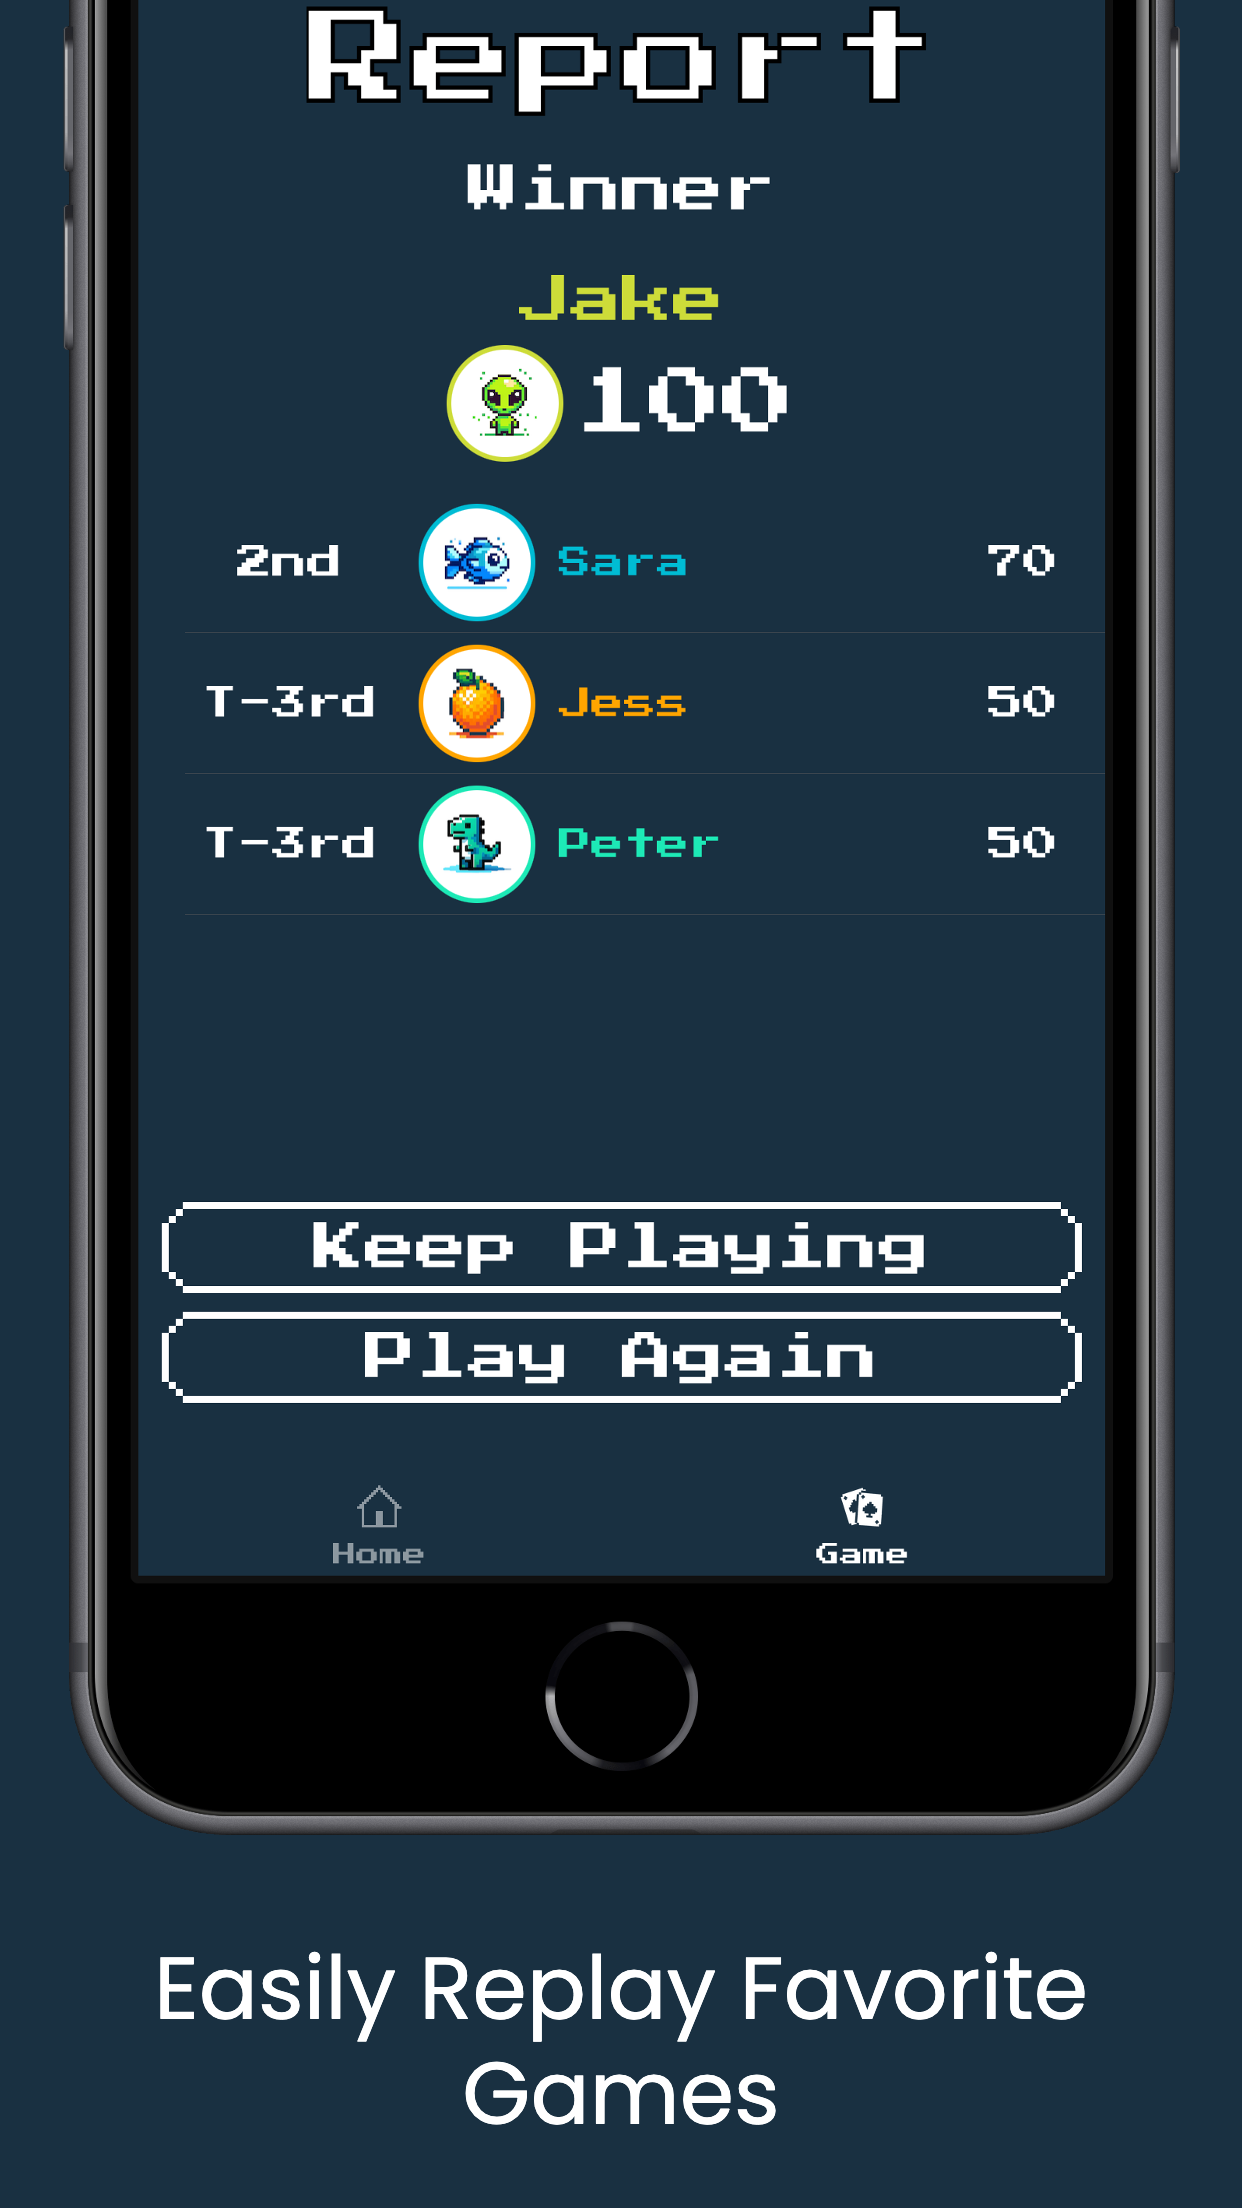 Report
Winner
Jake
100
2nd Sara 70
T-3rd Jess 50
T-3rd Peter 50
Keep Playing
Play Again
Home Game
Easily Replay Favorite
Games